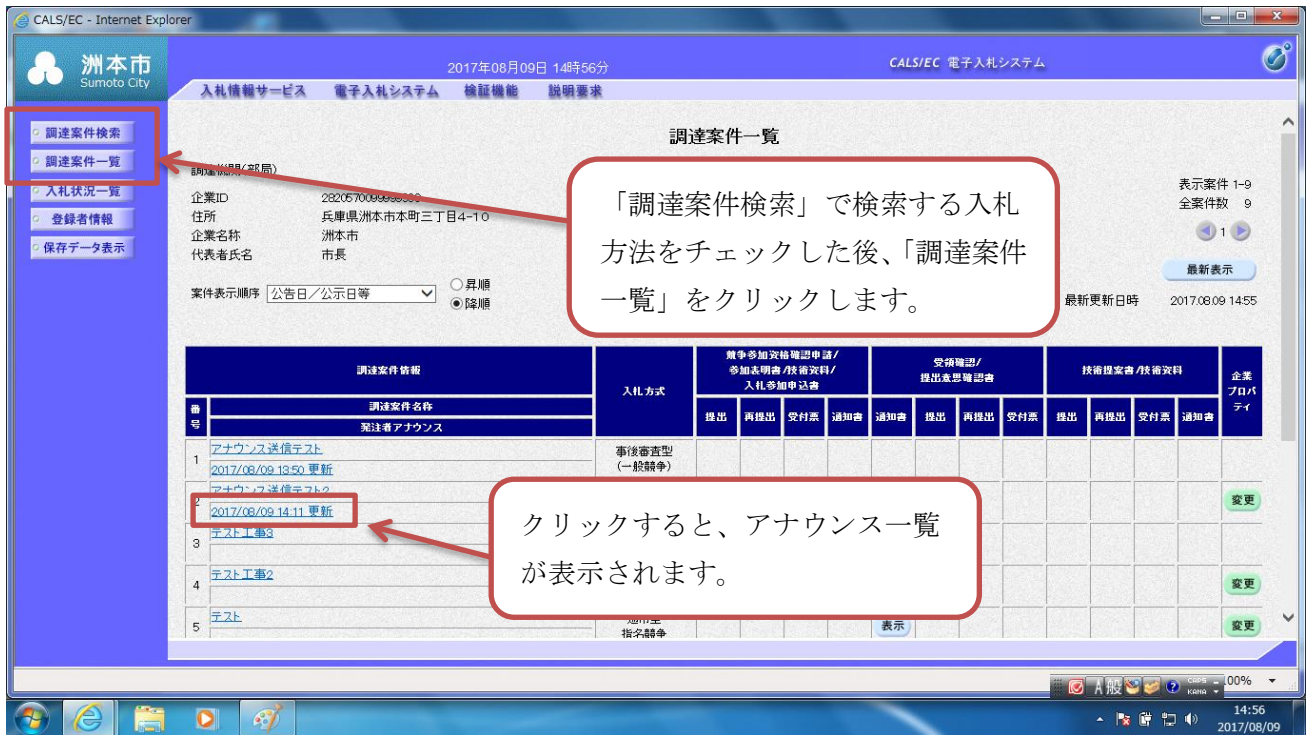 CALS/EC - Internet Explorer
洲本市
Sumoto City
2017年08月09日 14時56分
CALS/EC 電子入札システム
入札情報サービス 電子入札システム 検証機能 説明要求
調達案件検索
調達案件一覧
入札状況一覧
登録者情報
保存データ表示
調達案件一覧
調達機関(部局)
企業ID
住所 兵庫県洲本市本町三丁目4-10
企業名称 洲本市
代表者氏名 市長
案件表示順序 公告日/公示日等
昇順
降順
表示案件 1-9
全案件数 9
1
最新表示
最新更新日時 2017.08.09 14:55
「調達案件検索」で検索する入札
方法をチェックした後、「調達案件
一覧」をクリックします。
調達案件情報
入札方式
競争参加資格確認申請/
参加表明書/技術資料/
入札参加申込書
受領確認/
提出意思確認書
技術提案書/技術資料
企業
プロパ
ティ
番号 調達案件名称
発注者アナウンス
提出 再提出 受付票 通知書 通知書 提出 再提出 受付票 提出 再提出 受付票 通知書
1 アナウンス送信テスト
2017/08/09 13:50 更新
事後審査型
(一般競争)
2 アナウンス送信テスト2
2017/08/09 14:11 更新
変更
3 テスト工事3
4 テスト工事2
変更
5 テスト
指名競争
表示
変更
クリックすると、アナウンス一覧
が表示されます。
A 般
CAPS
KANA
00%
14:56
2017/08/09